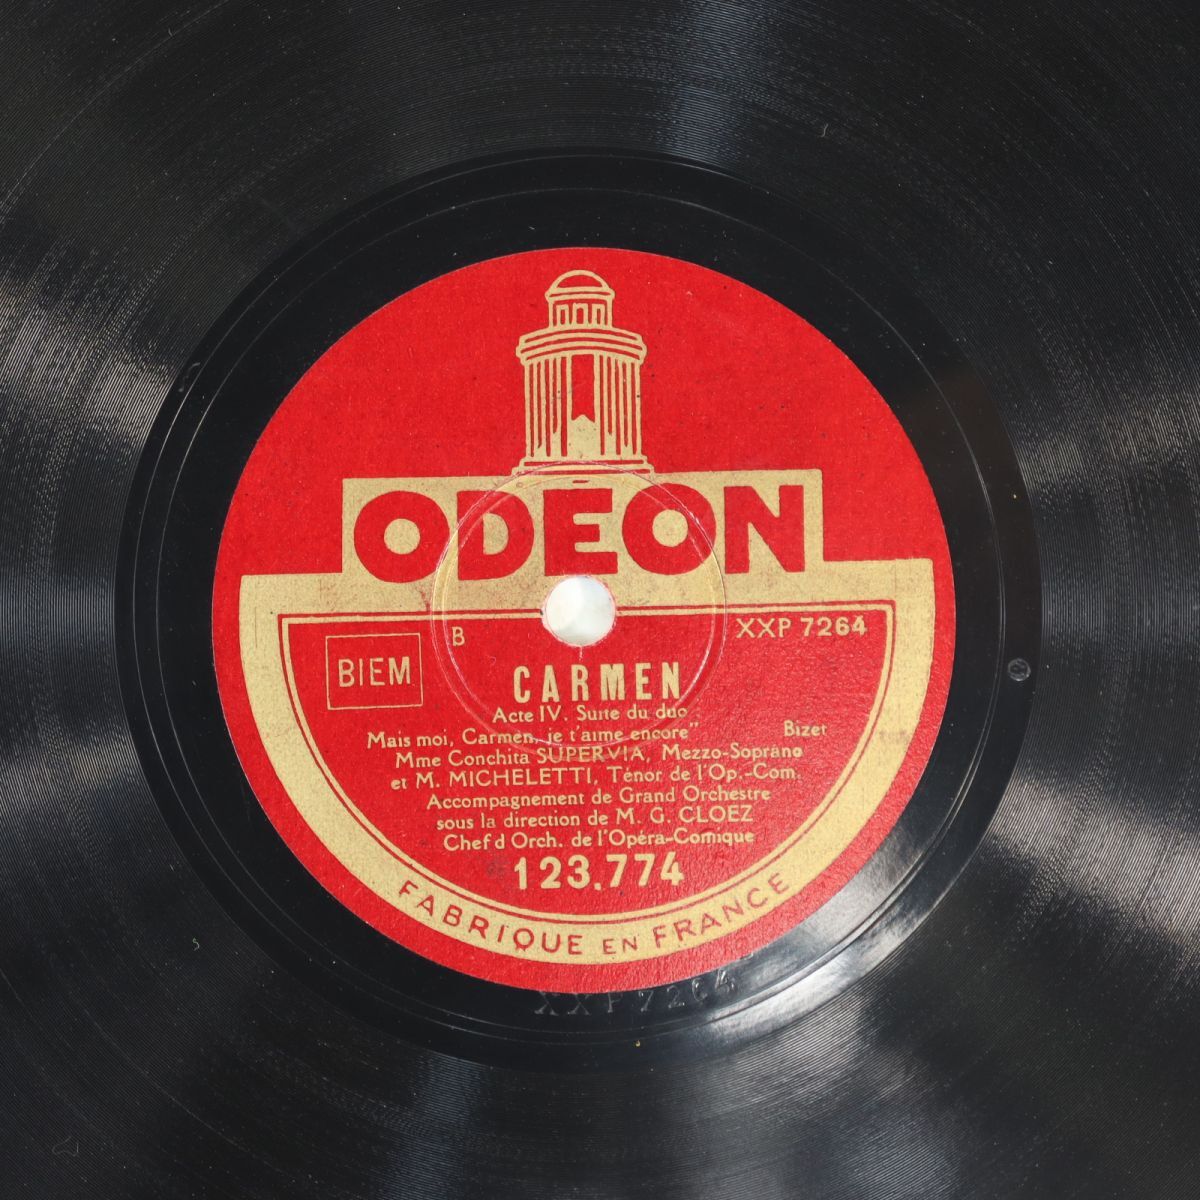 ODÉON
BIEM
B
XXP 7264
CARMEN
Acte IV. Suite du duo
Mais moi, Carmen, je t'aime encore"
Bizet
Mme Conchita SUPERVIA, Mezzo-Soprano
et M. MICHELETTI, Ténor de l'Op.-Com.
Accompagnement de Grand Orchestre
sous la direction de M. G. CLOEZ
Chef d Orch. de l'Opéra-Comique
123.774
FABRIQUE EN FRANCE
XXP 7264